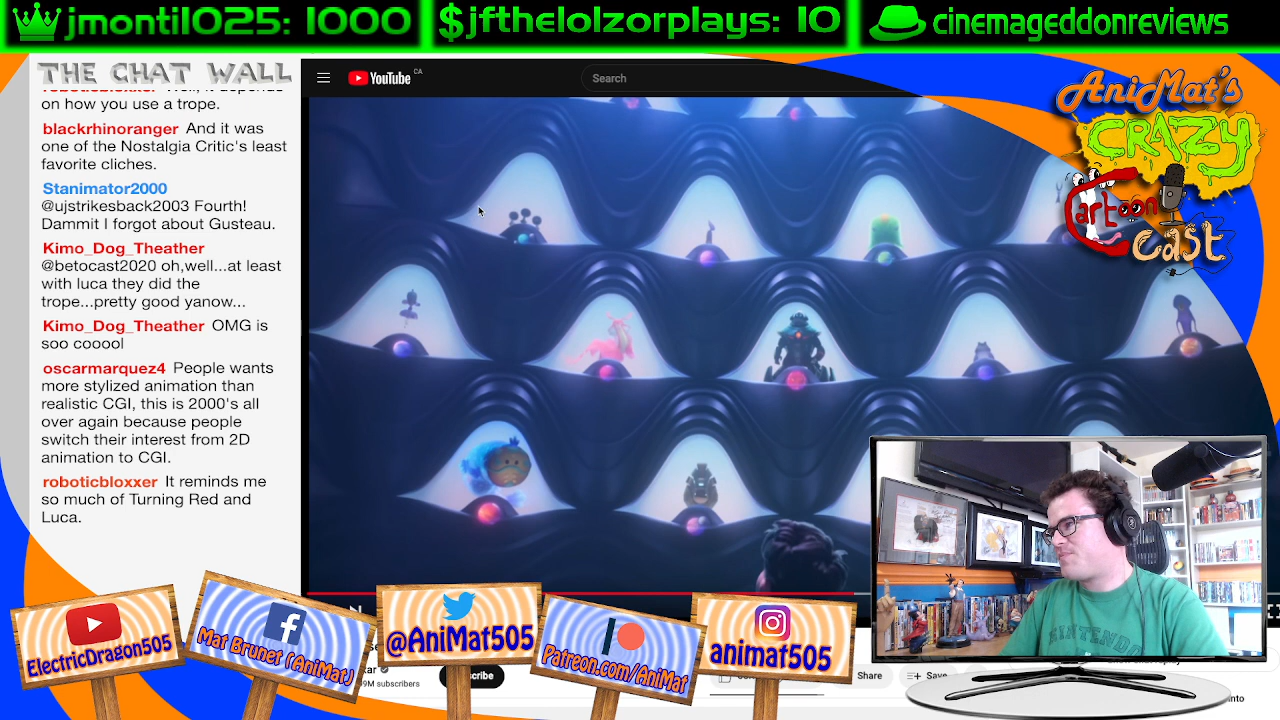 jmonti1025: 1000
$jfthelolzorplays: 10
cinemageddonreviews
THE CHAT WALL
on how you use a trope.
blackrhinoranger And it was
one of the Nostalgia Critic's least
favorite cliches.
Stanimator2000
@ujstrikesback2003 Fourth!
Dammit I forgot about Gusteau.
Kimo_Dog_Theather
@betocast2020 oh,well...at least
with luca they did the
trope...pretty good yanow...
Kimo_Dog_Theather OMG is
soo cooool
oscarmarquez4 People wants
more stylized animation than
realistic CGI, this is 2000's all
over again because people
switch their interest from 2D
animation to CGI.
roboticbloxxer It reminds me
so much of Turning Red and
Luca.
YouTube CA
Search
AniMat's
CRAZY
Cartoon
Cast
NINTENDO
ElectricDragon505
Mat Brunet (AniMat)
@AniMat505
Patreon.com/AniMat
animat505
9M subscribers
Share
Save